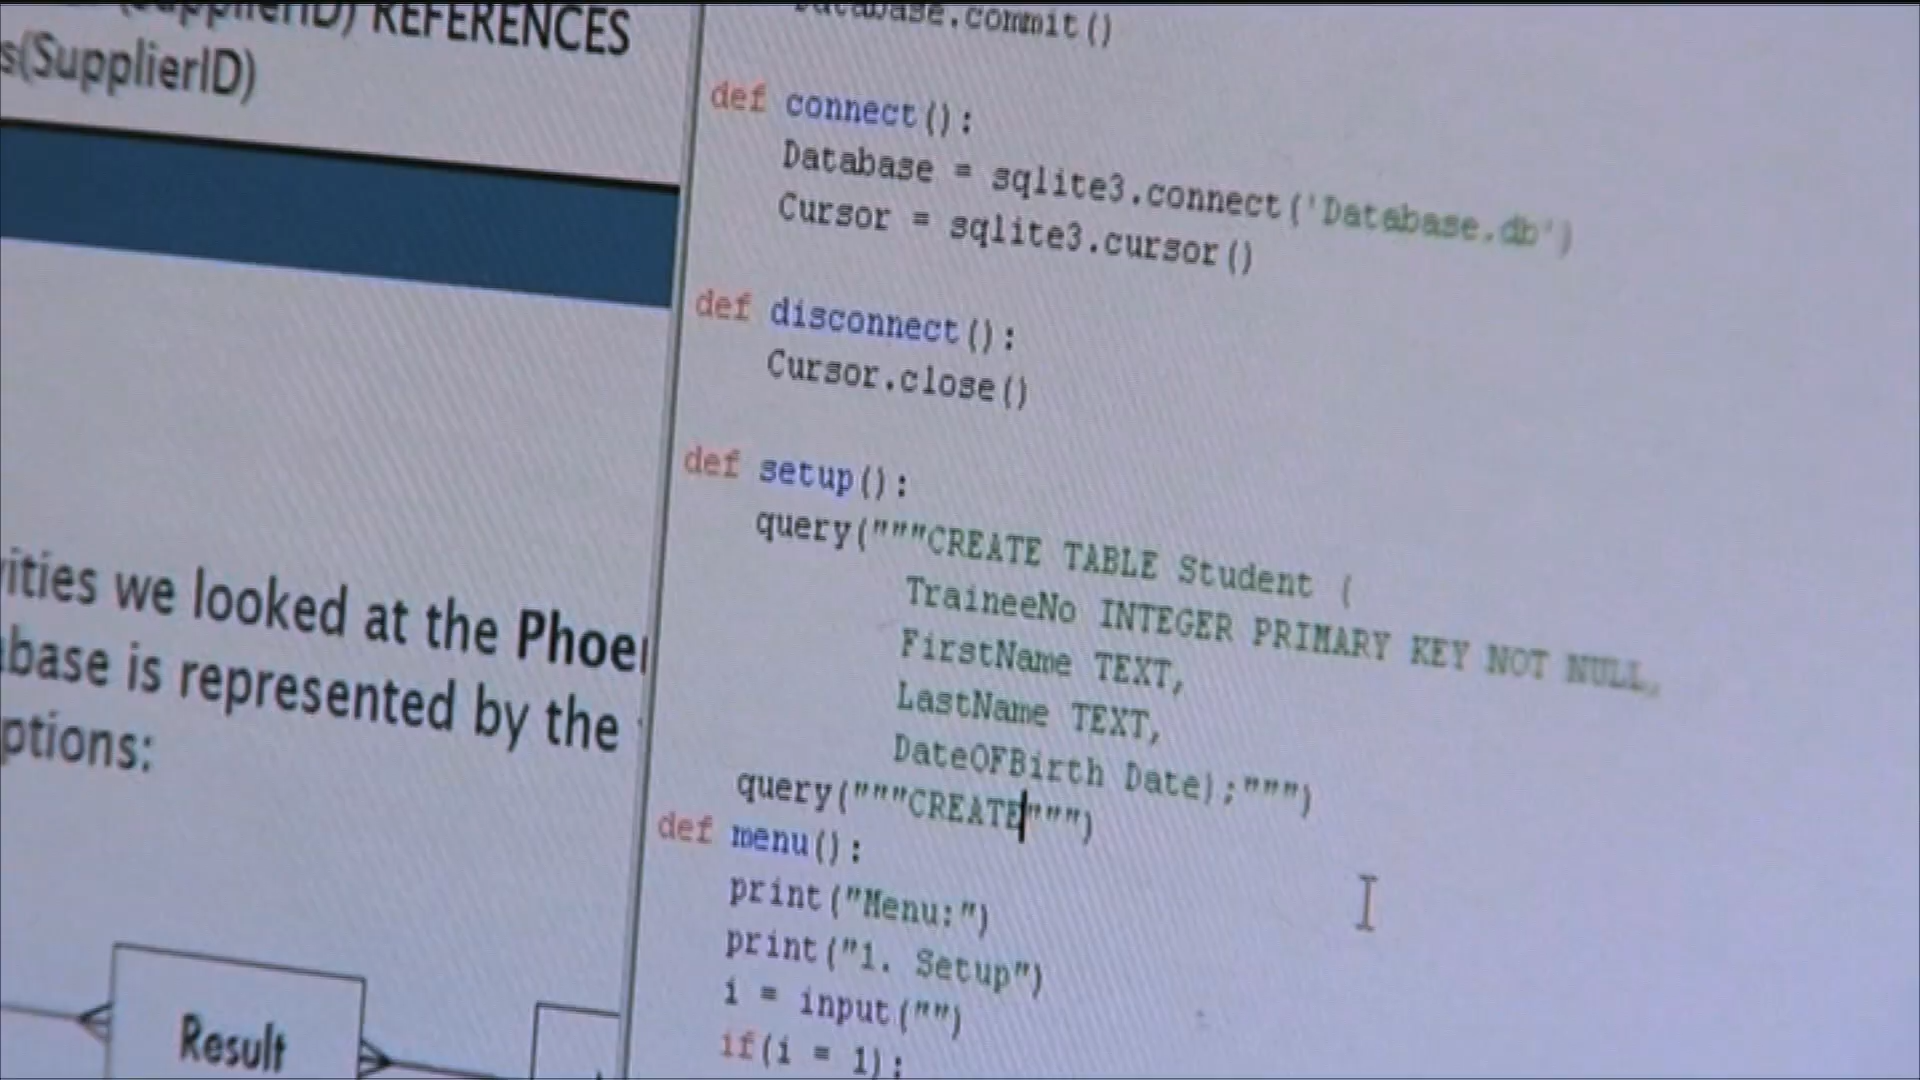 (SupplierID) REFERENCES
s(SupplierID)
vities we looked at the Phoe
base is represented by the
ptions:
Result
Database.commit()
def connect():
Database = sqlite3.connect('Database.db')
Cursor = sqlite3.cursor()
def disconnect():
Cursor.close()
def setup():
query("""CREATE TABLE Student (
TraineeNo INTEGER PRIMARY KEY NOT NULL,
FirstName TEXT,
LastName TEXT,
DateOFBirth Date);""")
query("""CREATE""")
def menu():
print("Menu:")
print("1. Setup")
i = input("")
if(i = 1):